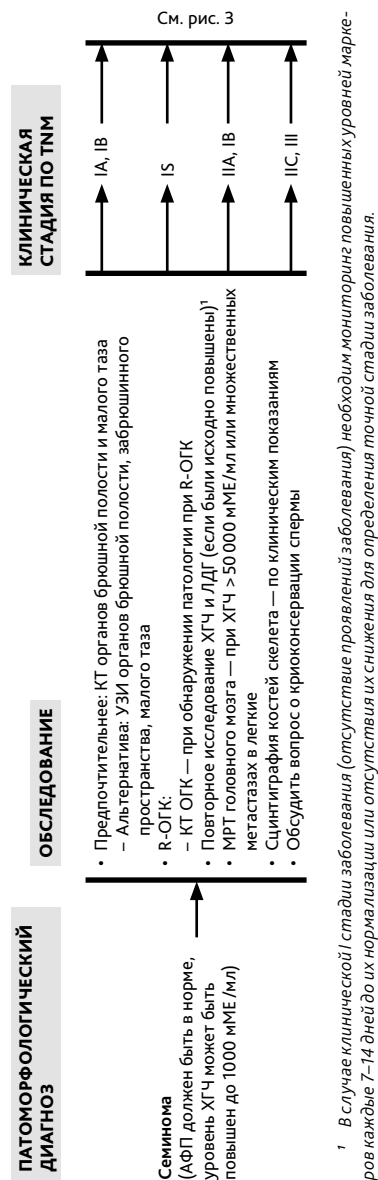 ПАТОМОРФОЛОГИЧЕСКИЙ
ДИАГНОЗ
ОБСЛЕДОВАНИЕ
КЛИНИЧЕСКАЯ
СТАДИЯ ПО TNM
Семинома
(АФП должен быть в норме,
уровень ХГЧ может быть
повышен до 1000 мМЕ /мл)
• Предпочтительнее: КТ органов брюшной полости и малого таза
– Альтернатива: УЗИ органов брюшной полости, забрюшинного
пространства, малого таза
• R-ОГК:
– КТ ОГК — при обнаружении патологии при R-ОГК
• Повторное исследование ХГЧ и ЛДГ (если были исходно повышены)¹
• МРТ головного мозга — при ХГЧ > 50 000 мМЕ/мл или множественных
метастазах в легкие
• Сцинтиграфия костей скелета — по клиническим показаниям
• Обсудить вопрос о криоконсервации спермы
IA, IB
IS
IIA, IB
IIC, III
См. рис. 3
¹ В случае клинической I стадии заболевания (отсутствие проявлений заболевания) необходим мониторинг повышенных уровней марке-
ров каждые 7–14 дней до их нормализации или отсутствия их снижения для определения точной стадии заболевания.